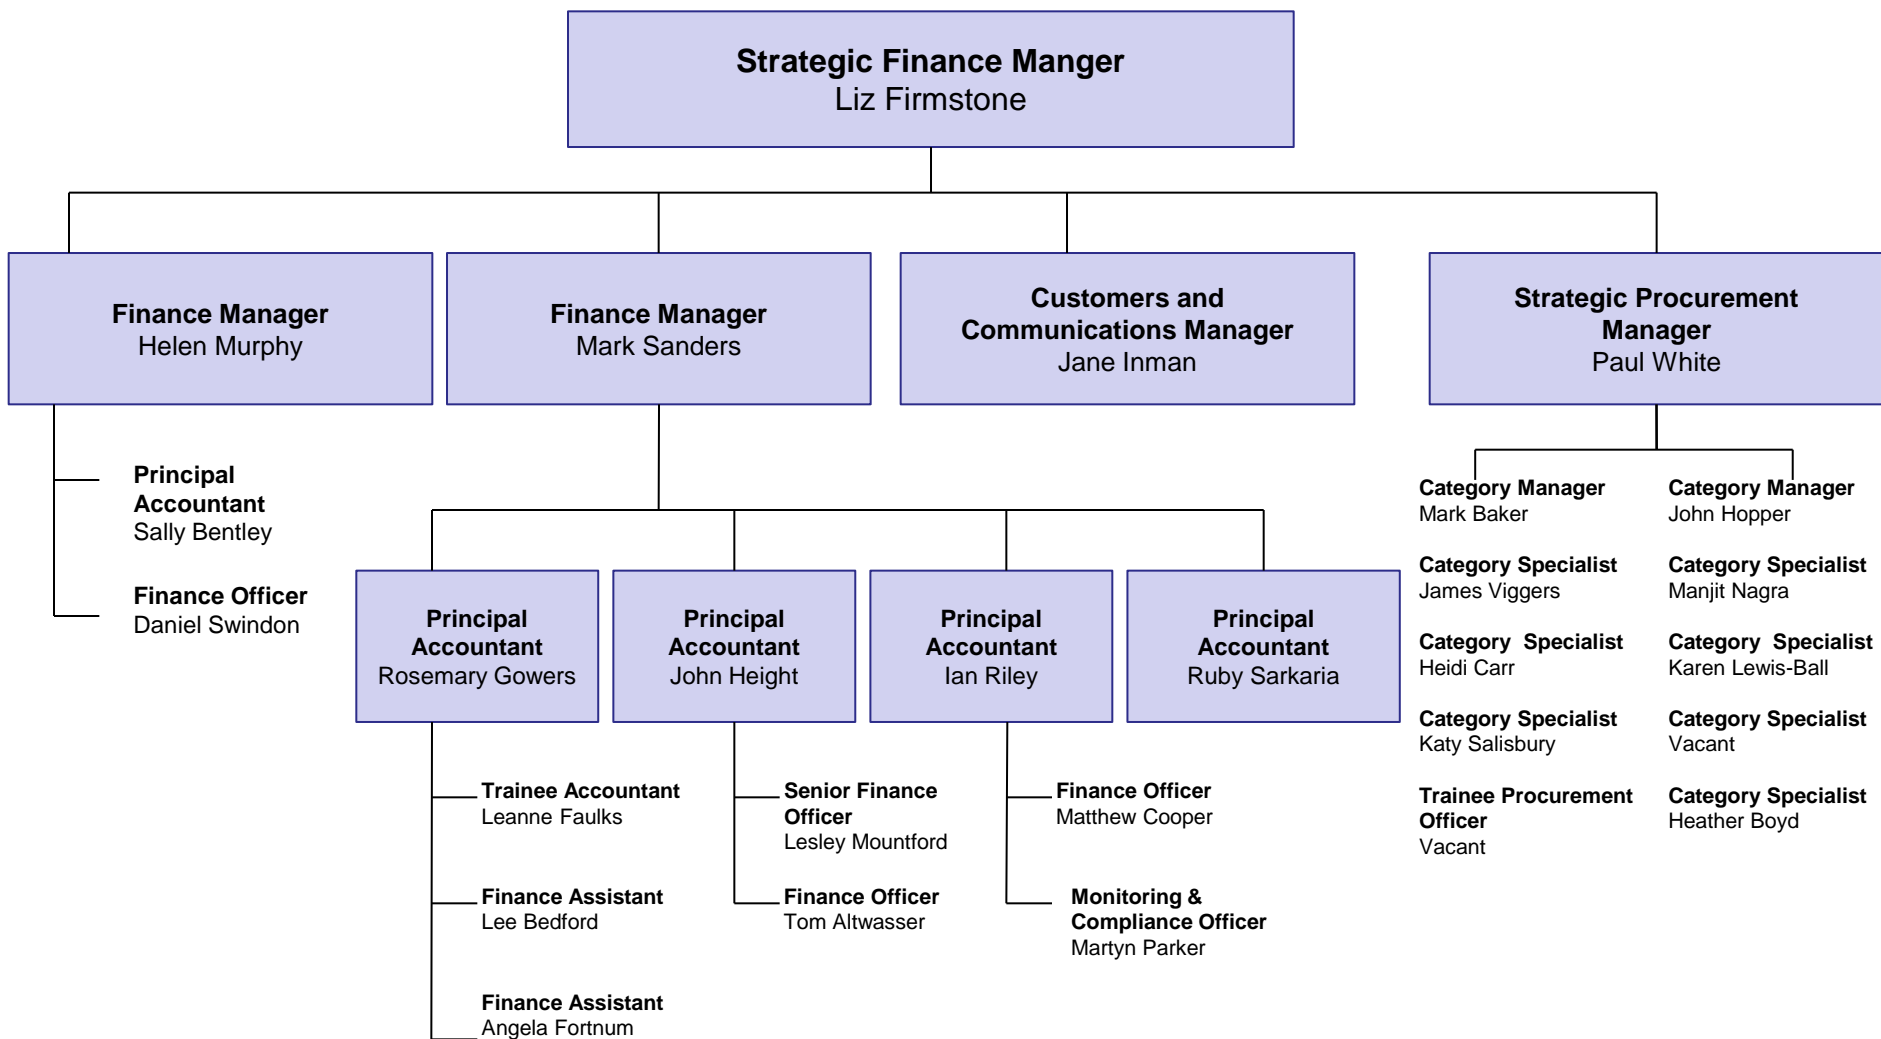 Strategic Finance Manger
Liz Firmstone
Finance Manager
Helen Murphy
Finance Manager
Mark Sanders
Customers and
Communications Manager
Jane Inman
Strategic Procurement
Manager
Paul White
Principal
Accountant
Sally Bentley
Finance Officer
Daniel Swindon
Principal
Accountant
Rosemary Gowers
Principal
Accountant
John Height
Principal
Accountant
Ian Riley
Principal
Accountant
Ruby Sarkaria
Trainee Accountant
Leanne Faulks
Finance Assistant
Lee Bedford
Finance Assistant
Angela Fortnum
Senior Finance
Officer
Lesley Mountford
Finance Officer
Tom Altwasser
Finance Officer
Matthew Cooper
Monitoring &
Compliance Officer
Martyn Parker
Category Manager
Mark Baker
Category Specialist
James Viggers
Category  Specialist
Heidi Carr
Category Specialist
Katy Salisbury
Trainee Procurement
Officer
Vacant
Category Manager
John Hopper
Category Specialist
Manjit Nagra
Category  Specialist
Karen Lewis-Ball
Category Specialist
Vacant
Category Specialist
Heather Boyd